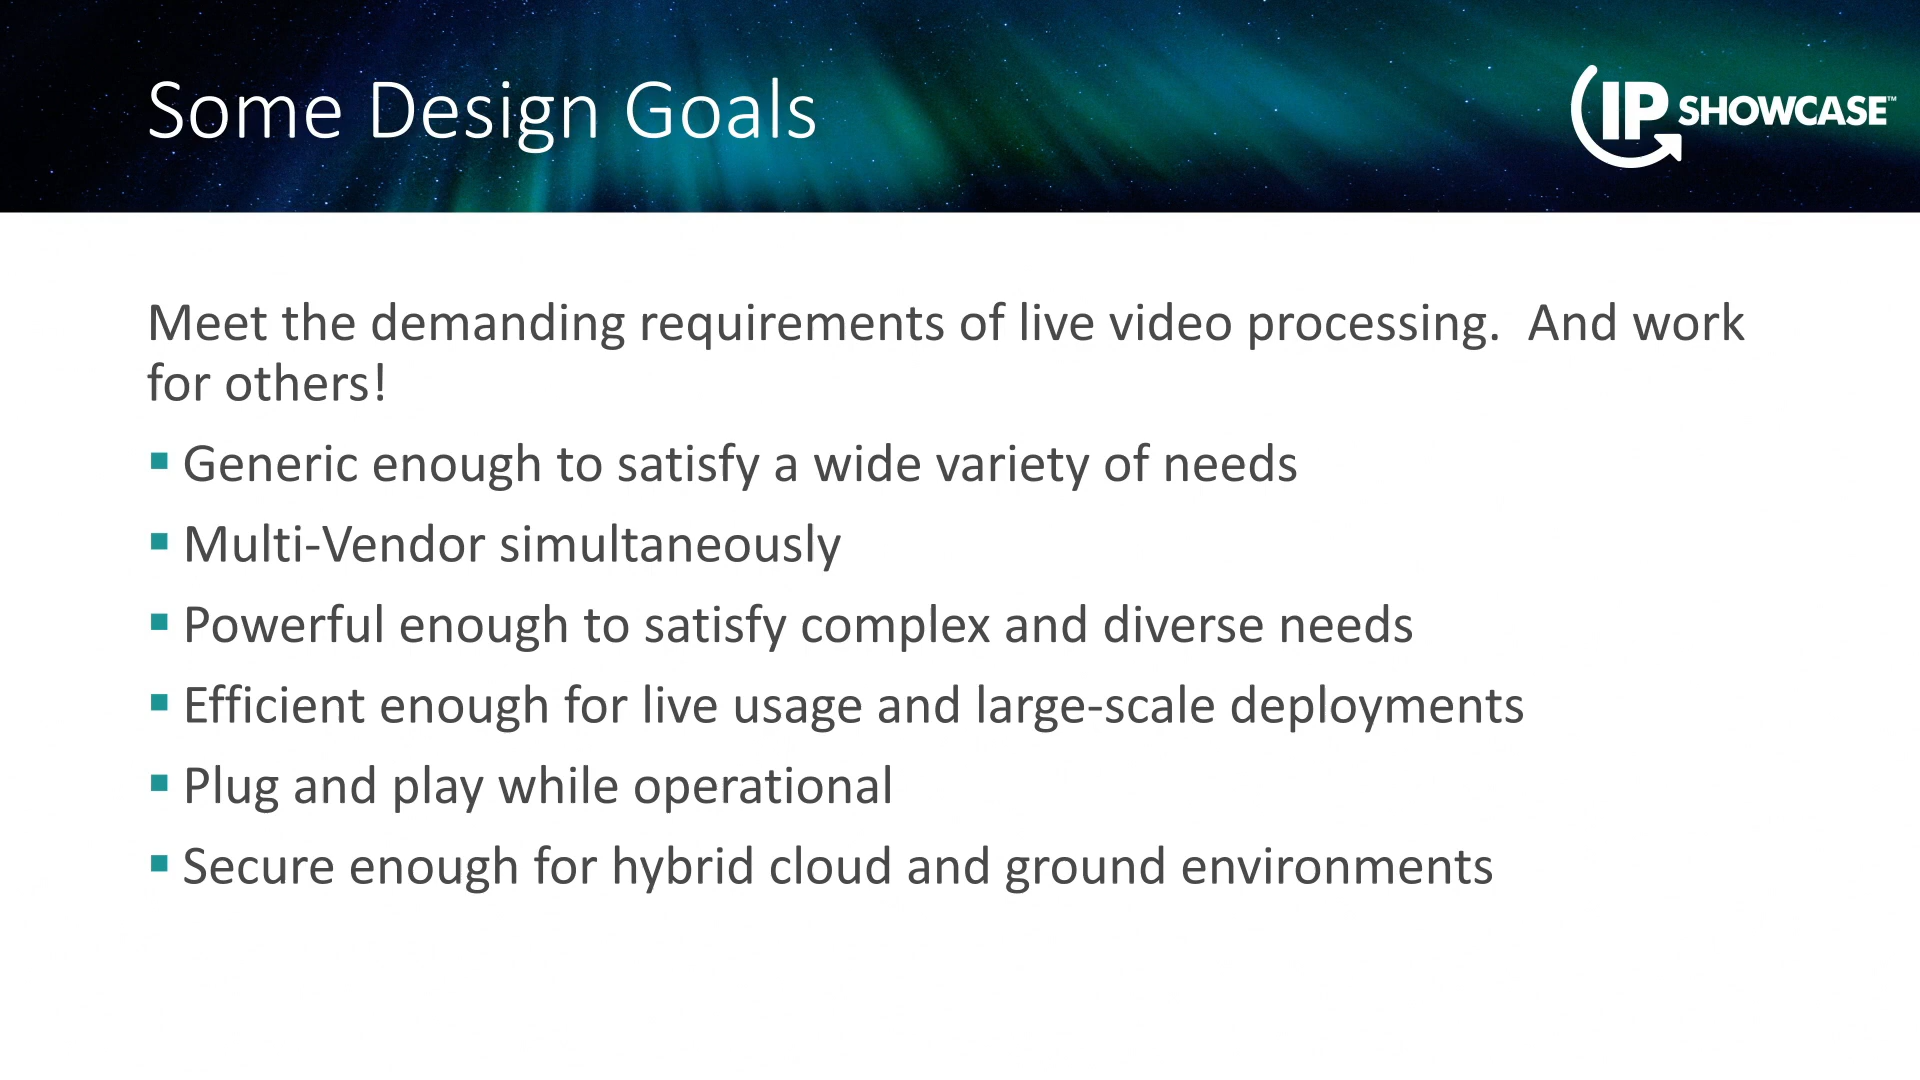 Some Design Goals
IP SHOWCASE™
Meet the demanding requirements of live video processing.  And work
for others!
▪ Generic enough to satisfy a wide variety of needs
▪ Multi-Vendor simultaneously
▪ Powerful enough to satisfy complex and diverse needs
▪ Efficient enough for live usage and large-scale deployments
▪ Plug and play while operational
▪ Secure enough for hybrid cloud and ground environments